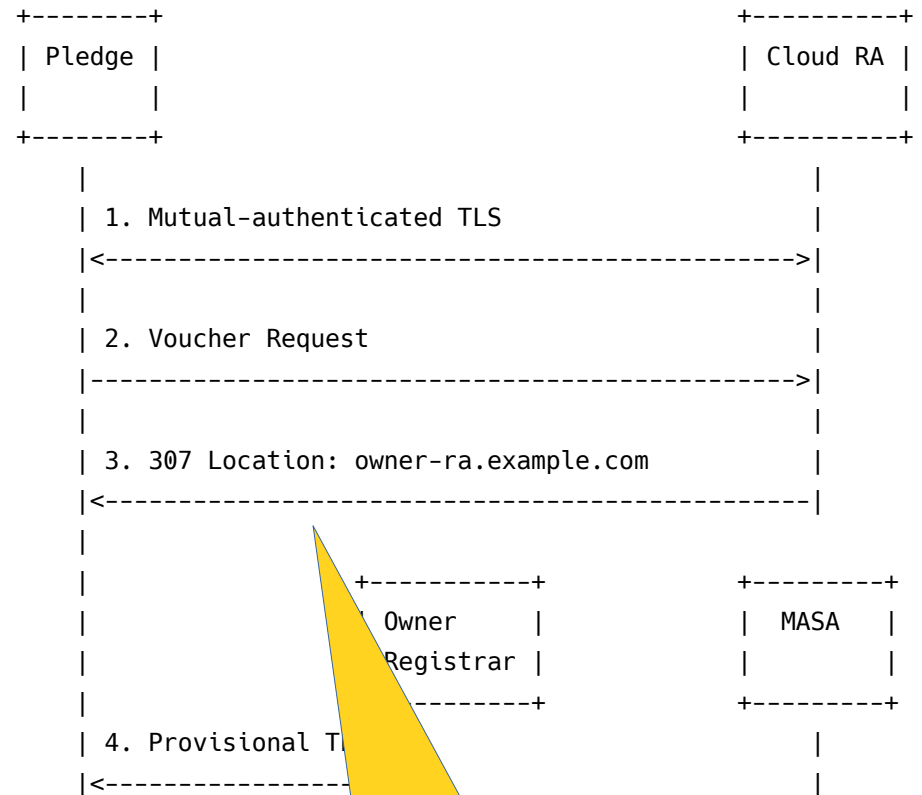 +--------+                                       +----------+
| Pledge |                                       | Cloud RA |
|        |                                       |          |
+--------+                                       +----------+
    |                                                 |
    | 1. Mutual-authenticated TLS                     |
    |<----------------------------------------------->|
    |                                                 |
    | 2. Voucher Request                              |
    |------------------------------------------------>|
    |                                                 |
    | 3. 307 Location: owner-ra.example.com           |
    |<------------------------------------------------|
    |
    |                  +-----------+             +---------+
    |                  | Owner     |             |  MASA   |
    |                    Registrar |             |         |
    |                     ---------+             +---------+
    | 4. Provisional                                  |
    |<-----------------                               |